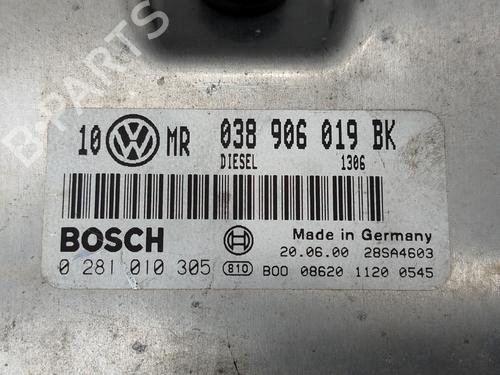 B-PARTS
10 VW MR 038 906 019 BK
DIESEL 1306
BOSCH
Made in Germany
20.06.00 28SA4603
0 281 010 305 810 B00 08620 1120 0545